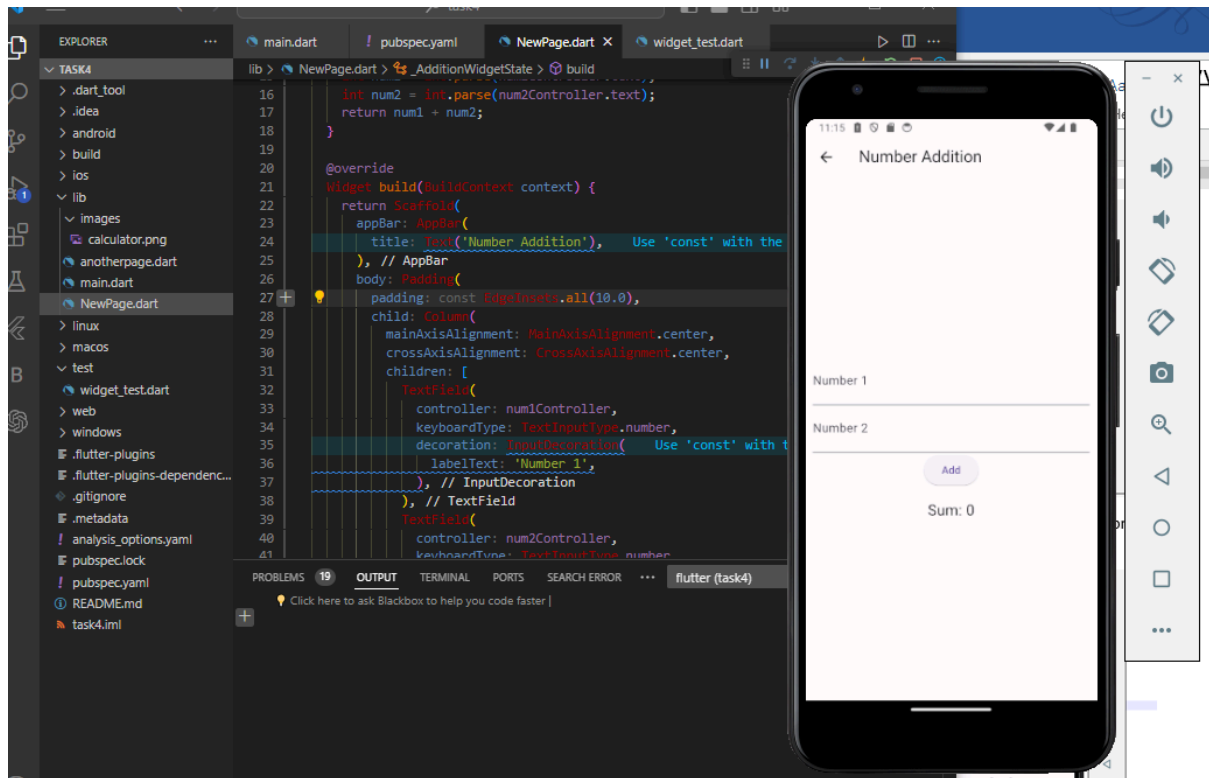 task4
EXPLORER
main.dart
pubspec.yaml
NewPage.dart
widget_test.dart
TASK4
.dart_tool
.idea
android
build
ios
lib
images
calculator.png
anotherpage.dart
main.dart
NewPage.dart
linux
macos
test
widget_test.dart
web
windows
.flutter-plugins
.flutter-plugins-dependenc...
.gitignore
.metadata
analysis_options.yaml
pubspec.lock
pubspec.yaml
README.md
task4.iml
1
B
lib > NewPage.dart > _AdditionWidgetState > build
16 int num2 = int.parse(num2Controller.text);
17 return num1 + num2;
18 }
19
20 @override
21 Widget build(BuildContext context) {
22 return Scaffold(
23 appBar: AppBar(
24 title: Text('Number Addition'), Use 'const' with the
25 ), // AppBar
26 body: Padding(
27 padding: const EdgeInsets.all(10.0),
28 child: Column(
29 mainAxisAlignment: MainAxisAlignment.center,
30 crossAxisAlignment: CrossAxisAlignment.center,
31 children: [
32 TextField(
33 controller: num1Controller,
34 keyboardType: TextInputType.number,
35 decoration: InputDecoration( Use 'const' with t
36 labelText: 'Number 1',
37 ), // InputDecoration
38 ), // TextField
39 TextField(
40 controller: num2Controller,
41 keyboardType: TextInputType.number
PROBLEMS 19 OUTPUT TERMINAL PORTS SEARCH ERROR ... flutter (task4)
Click here to ask Blackbox to help you code faster
11:15
Number Addition
Number 1
Number 2
Add
Sum: 0